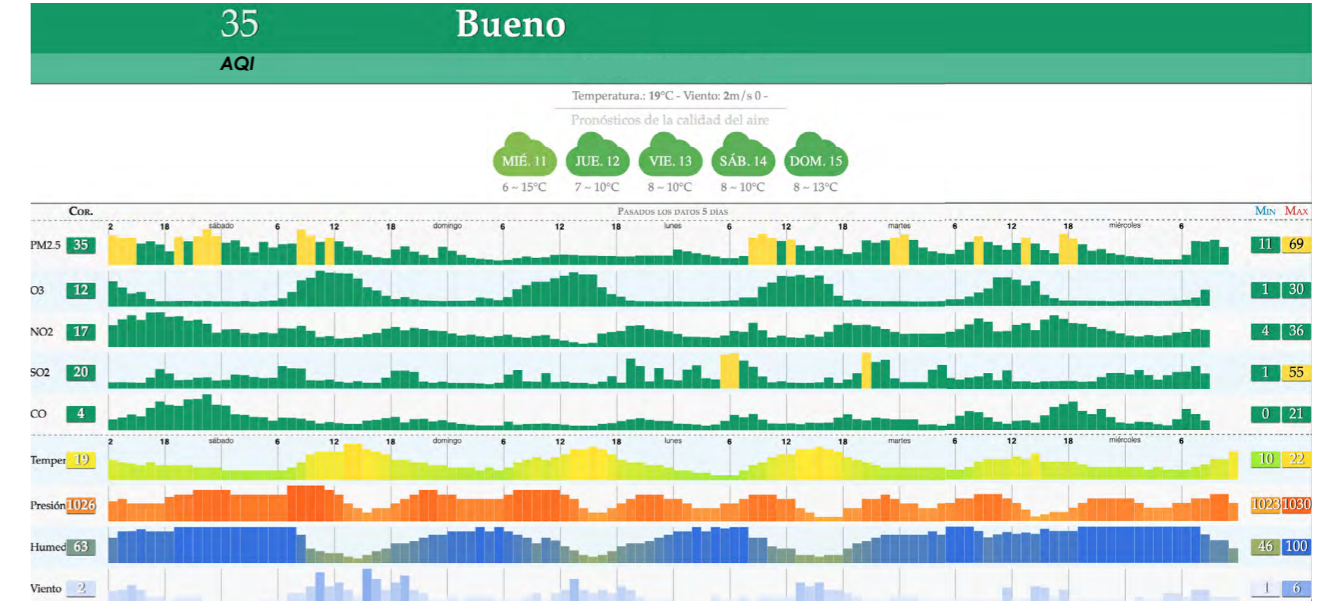 35 Bueno
AQI
Temperatura.: 19°C - Viento: 2m/s 0 -
Pronósticos de la calidad del aire
MIÉ. 11 JUE. 12 VIE. 13 SÁB. 14 DOM. 15
6 ~ 15°C 7 ~ 10°C 8 ~ 10°C 8 ~ 10°C 8 ~ 13°C
COR. PASADOS LOS DATOS 5 DIAS MIN MAX
2 18 sábado 6 12 18 domingo 6 12 18 lunes 6 12 18 martes 6 12 18 miércoles 6
PM2.5 35 11 69
O3 12 1 30
NO2 17 4 36
SO2 20 1 55
CO 4 0 21
2 18 sábado 6 12 18 domingo 6 12 18 lunes 6 12 18 martes 6 12 18 miércoles 6
Temper 19 10 22
Presión 1026 1023 1030
Humed 63 46 100
Viento 2 1 6